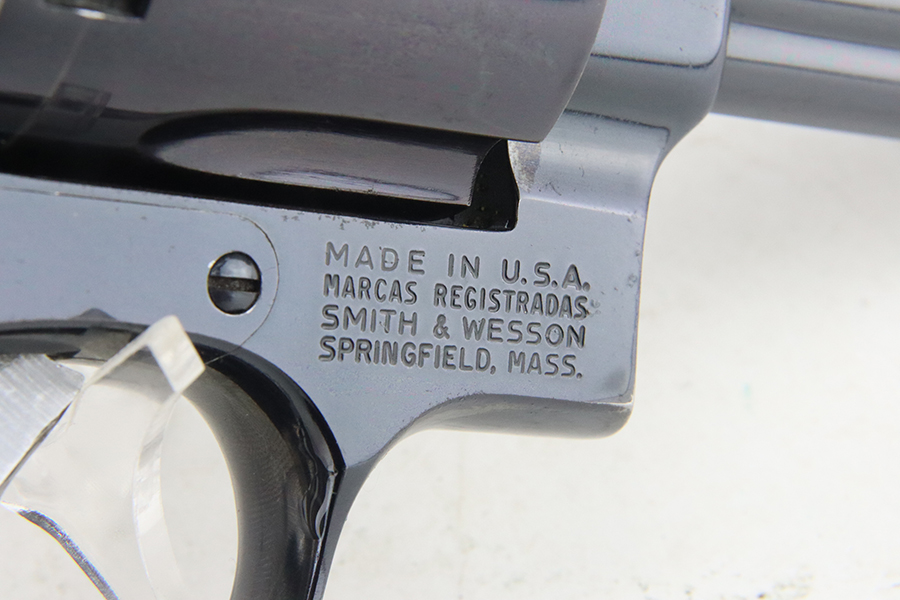 MADE IN U.S.A.
MARCAS REGISTRADAS
SMITH & WESSON
SPRINGFIELD, MASS.